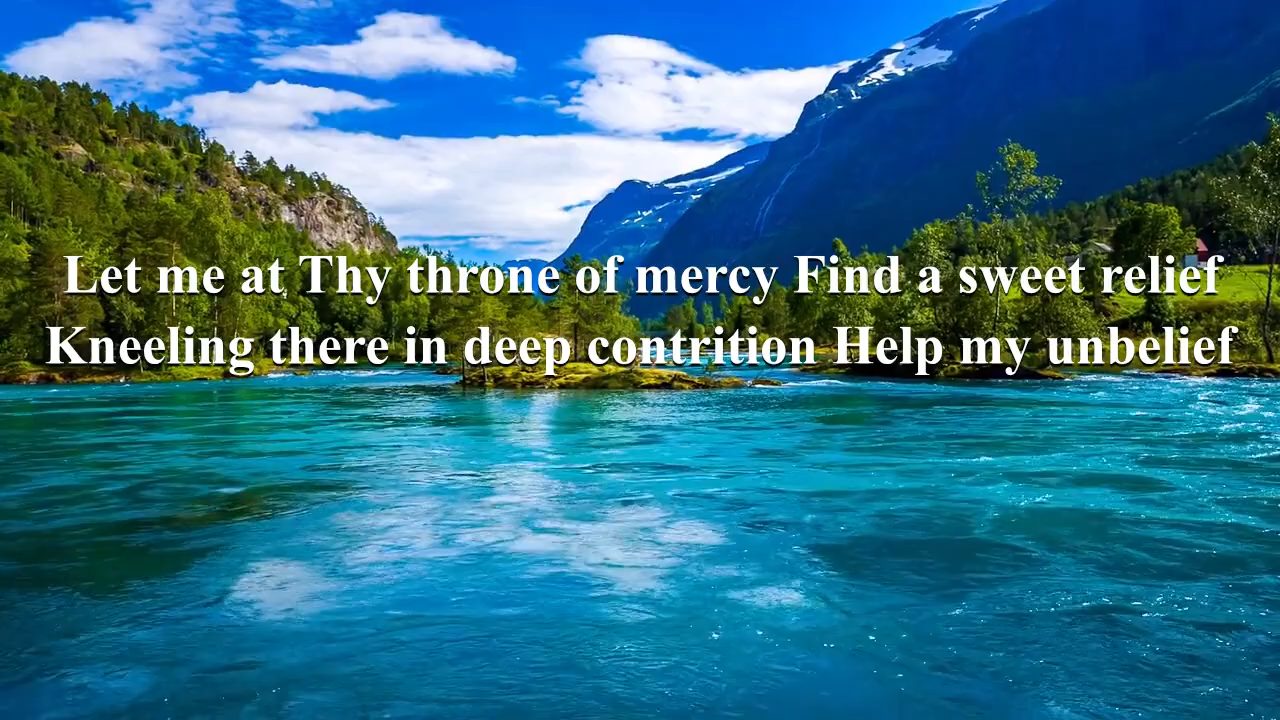 Let me at Thy throne of mercy Find a sweet relief
Kneeling there in deep contrition Help my unbelief